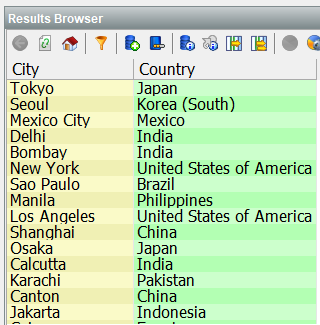 Results Browser
City Country
Tokyo Japan
Seoul Korea (South)
Mexico City Mexico
Delhi India
Bombay India
New York United States of America
Sao Paulo Brazil
Manila Philippines
Los Angeles United States of America
Shanghai China
Osaka Japan
Calcutta India
Karachi Pakistan
Canton China
Jakarta Indonesia